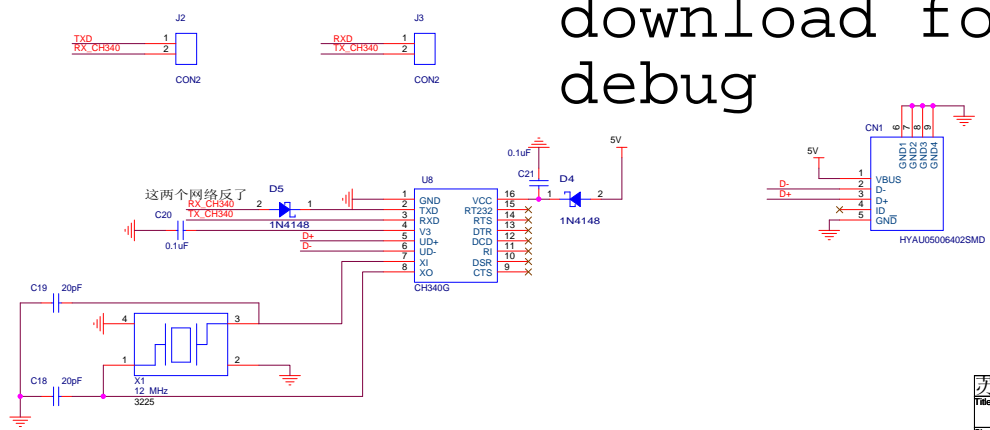 download fo
debug
J2
TXD 1
RX_CH340 2
CON2
J3
RXD 1
TX_CH340 2
CON2
CN1
6 7 8 9
GND1 GND2 GND3 GND4
5V
1 VBUS
D- 2 D-
D+ 3 D+
4 ID
5 GND
HYAU05006402SMD
0.1uF
C21
5V
1 D4 2
1N4148
这两个网络反了
D5
RX_CH340 2 1
TX_CH340 1N4148
C20
0.1uF
D+
D-
U8
1 GND VCC 16
2 TXD RT232 15
3 RXD RTS 14
4 V3 DTR 13
5 UD+ DCD 12
6 UD- RI 11
7 XI DSR 10
8 XO CTS 9
CH340G
C19 20pF
4 3
1 2
C18 20pF
X1
12 MHz
3225
苏
Title